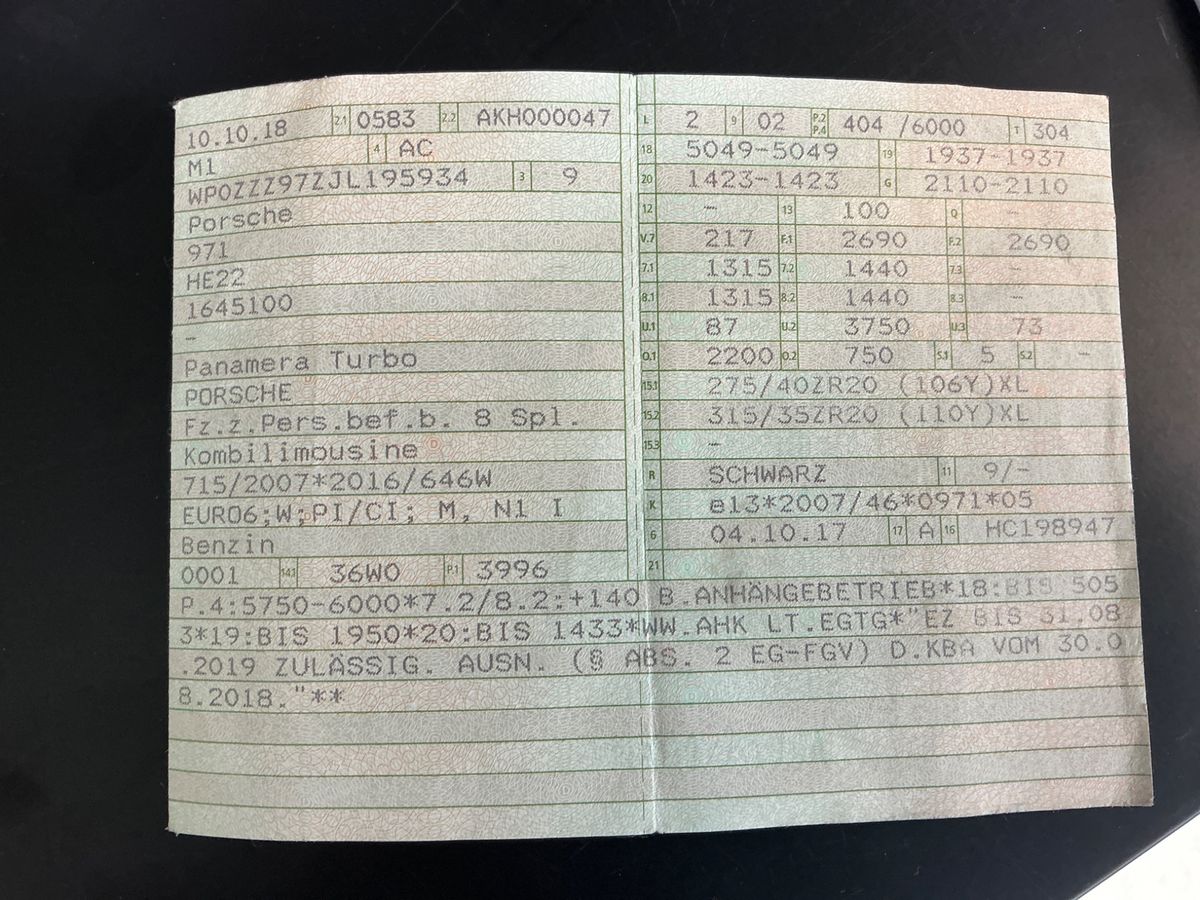 10.10.18 2.1 0583 2.2 AKH000047
M1 4 AC
WP0ZZZ97ZJL195934 3 9
Porsche
971
HE22
1645100
–
Panamera Turbo
PORSCHE
Fz.z.Pers.bef.b. 8 Spl.
Kombilimousine
715/2007*2016/646W
EURO6;W;PI/CI; M, N1 I
Benzin
0001 14.1 36W0 P.1 3996
L 2 9 02 P.2 P.4 404 /6000 T 304
18 5049-5049 19 1937-1937
20 1423-1423 G 2110-2110
12 – 13 100 Q –
V.7 217 F.1 2690 F.2 2690
7.1 1315 7.2 1440 7.3 –
8.1 1315 8.2 1440 8.3 –
U.1 87 U.2 3750 U.3 73
O.1 2200 O.2 750 S.1 5 S.2 –
15.1 275/40ZR20 (106Y)XL
15.2 315/35ZR20 (110Y)XL
15.3 –
R SCHWARZ 11 9/-
K e13*2007/46*0971*05
6 04.10.17 17 A 16 HC198947
21 –
P.4:5750-6000*7.2/8.2:+140 B.ANHÄNGEBETRIEB*18:BIS 505
3*19:BIS 1950*20:BIS 1433*WW.AHK LT.EGTG*"EZ BIS 31.08
.2019 ZULÄSSIG. AUSN. (§ ABS. 2 EG-FGV) D.KBA VOM 30.0
8.2018."**